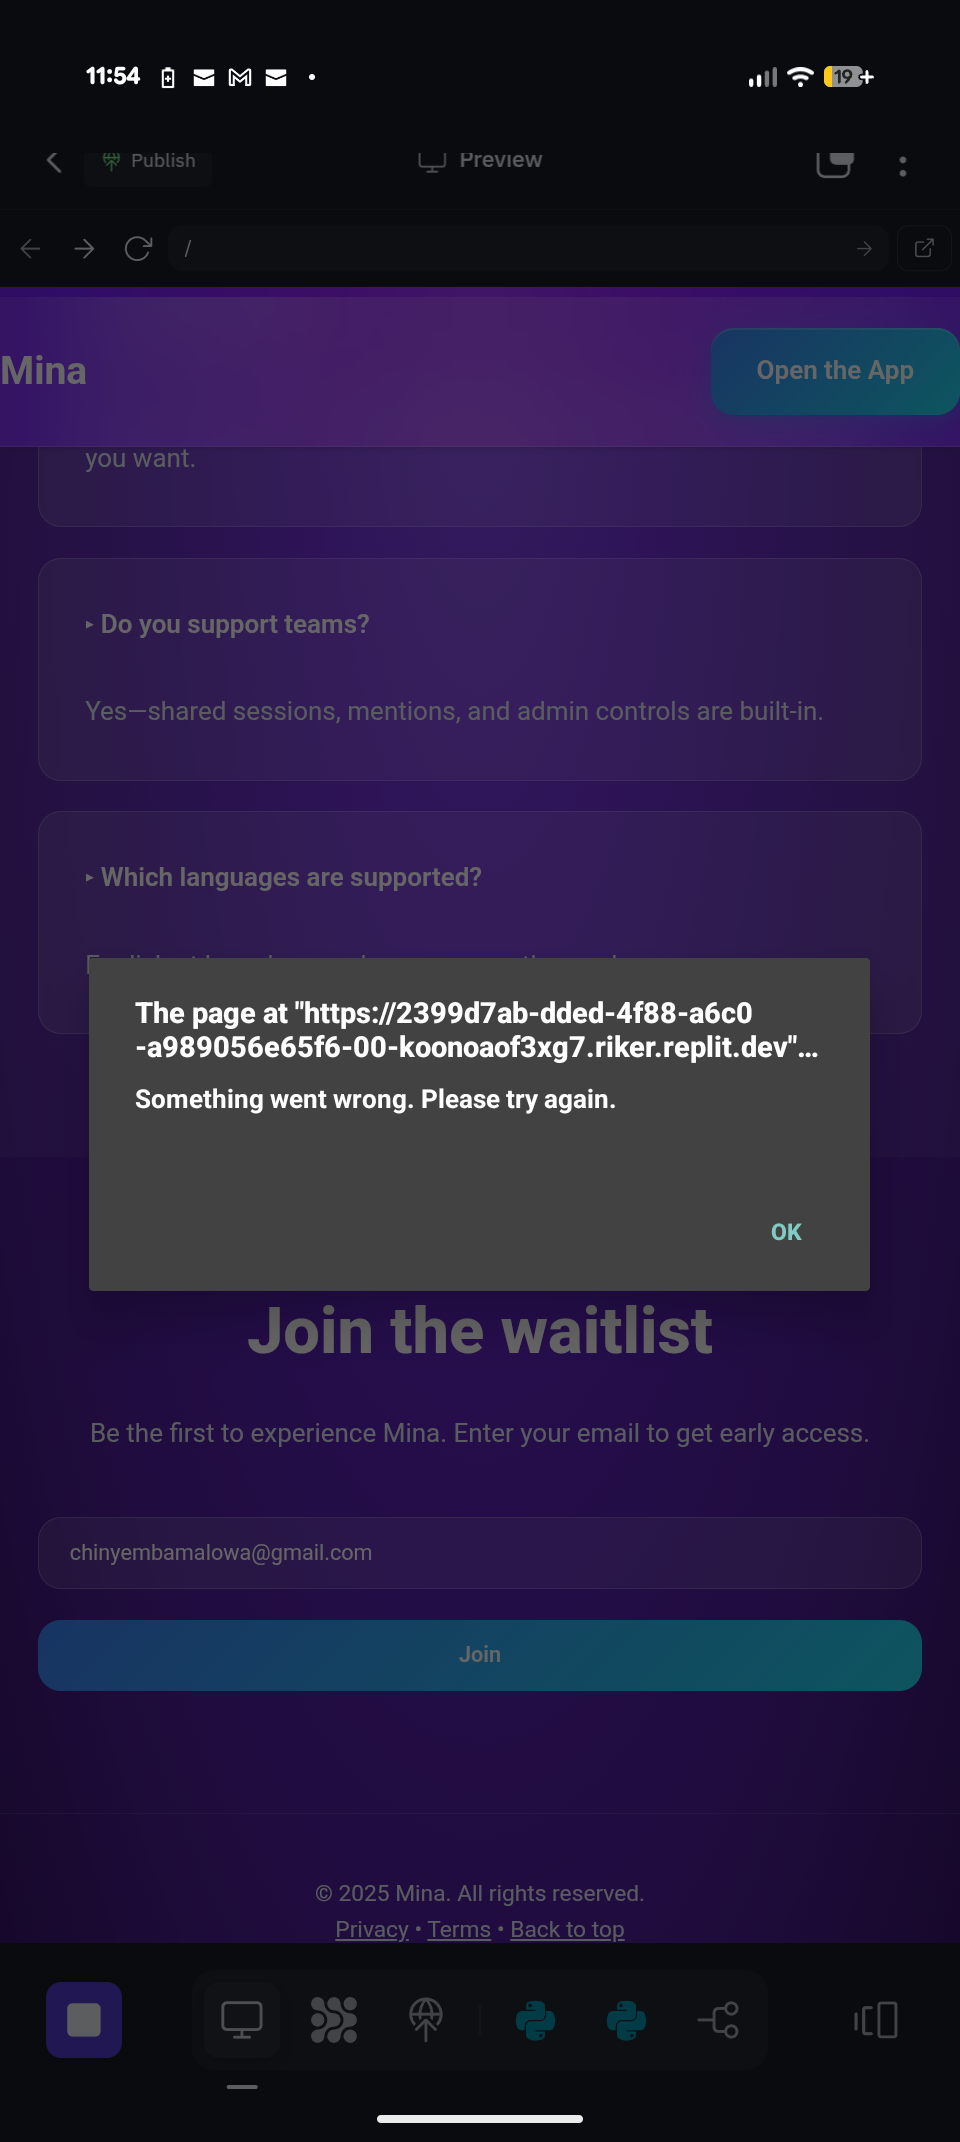 11:54
19+
Publish
Preview
/
Mina
Open the App
you want.
▸ Do you support teams?
Yes—shared sessions, mentions, and admin controls are built-in.
▸ Which languages are supported?
The page at "https://2399d7ab-dded-4f88-a6c0
-a989056e65f6-00-koonoaof3xg7.riker.replit.dev"...
Something went wrong. Please try again.
OK
Join the waitlist
Be the first to experience Mina. Enter your email to get early access.
chinyembamalowa@gmail.com
Join
© 2025 Mina. All rights reserved.
Privacy • Terms • Back to top